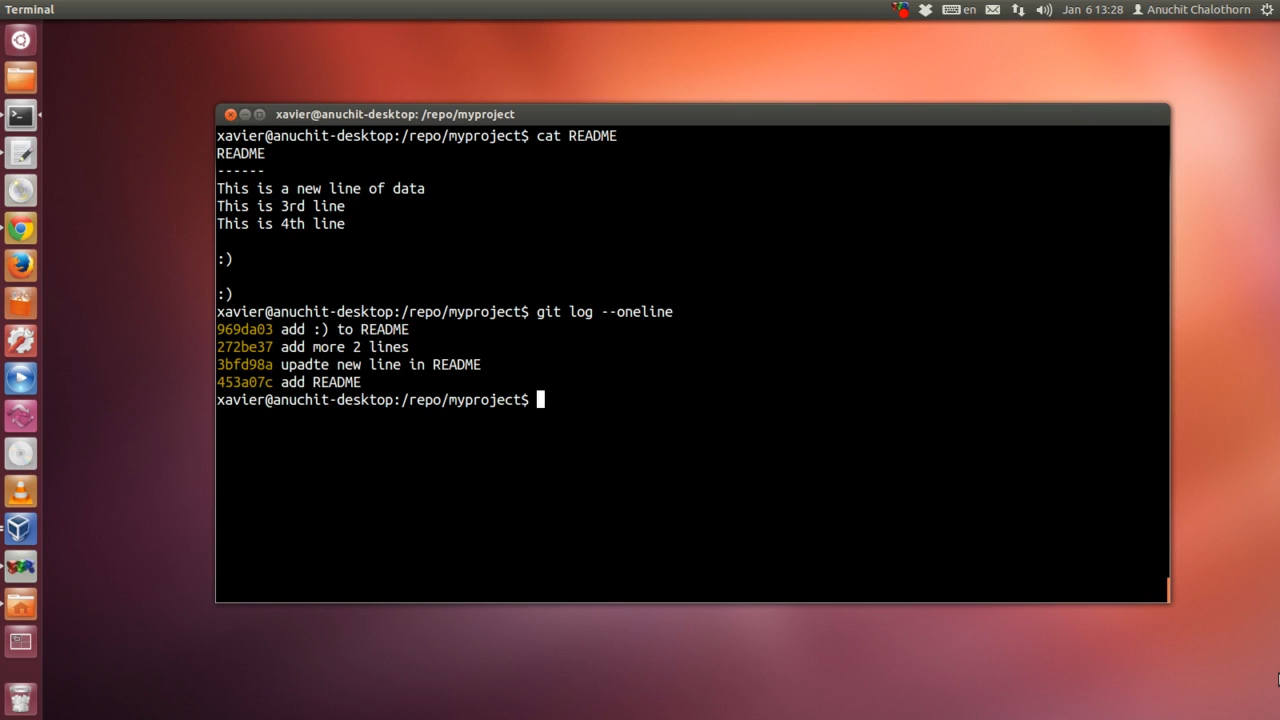 Terminal
en
Jan 6 13:28
Anuchit Chalothorn
xavier@anuchit-desktop: /repo/myproject
xavier@anuchit-desktop:/repo/myproject$ cat README
README
------
This is a new line of data
This is 3rd line
This is 4th line
:)
:)
xavier@anuchit-desktop:/repo/myproject$ git log --oneline
969da03 add :) to README
272be37 add more 2 lines
3bfd98a upadte new line in README
453a07c add README
xavier@anuchit-desktop:/repo/myproject$